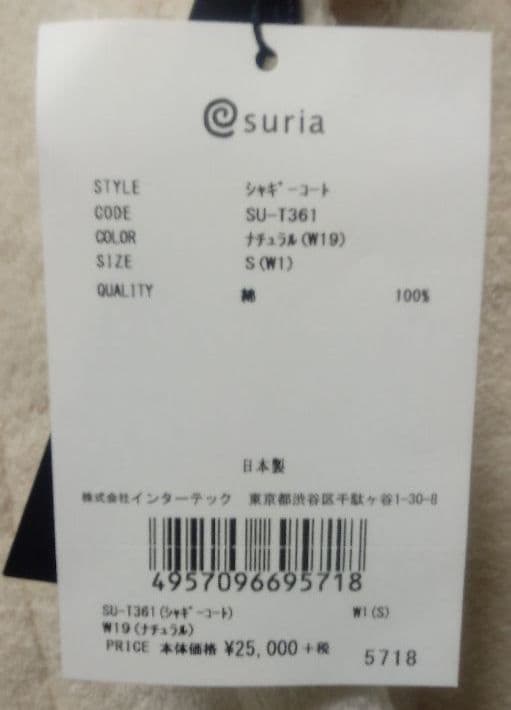 suria
STYLE シャギーコート
CODE SU-T361
COLOR ナチュラル(W19)
SIZE S(W1)
QUALITY 綿 100%
日本製
株式会社インターテック 東京都渋谷区千駄ヶ谷1-30-8
4957096695718
SU-T361(シャギーコート) W1(S)
W19(ナチュラル)
PRICE 本体価格 ¥25,000+税
5718